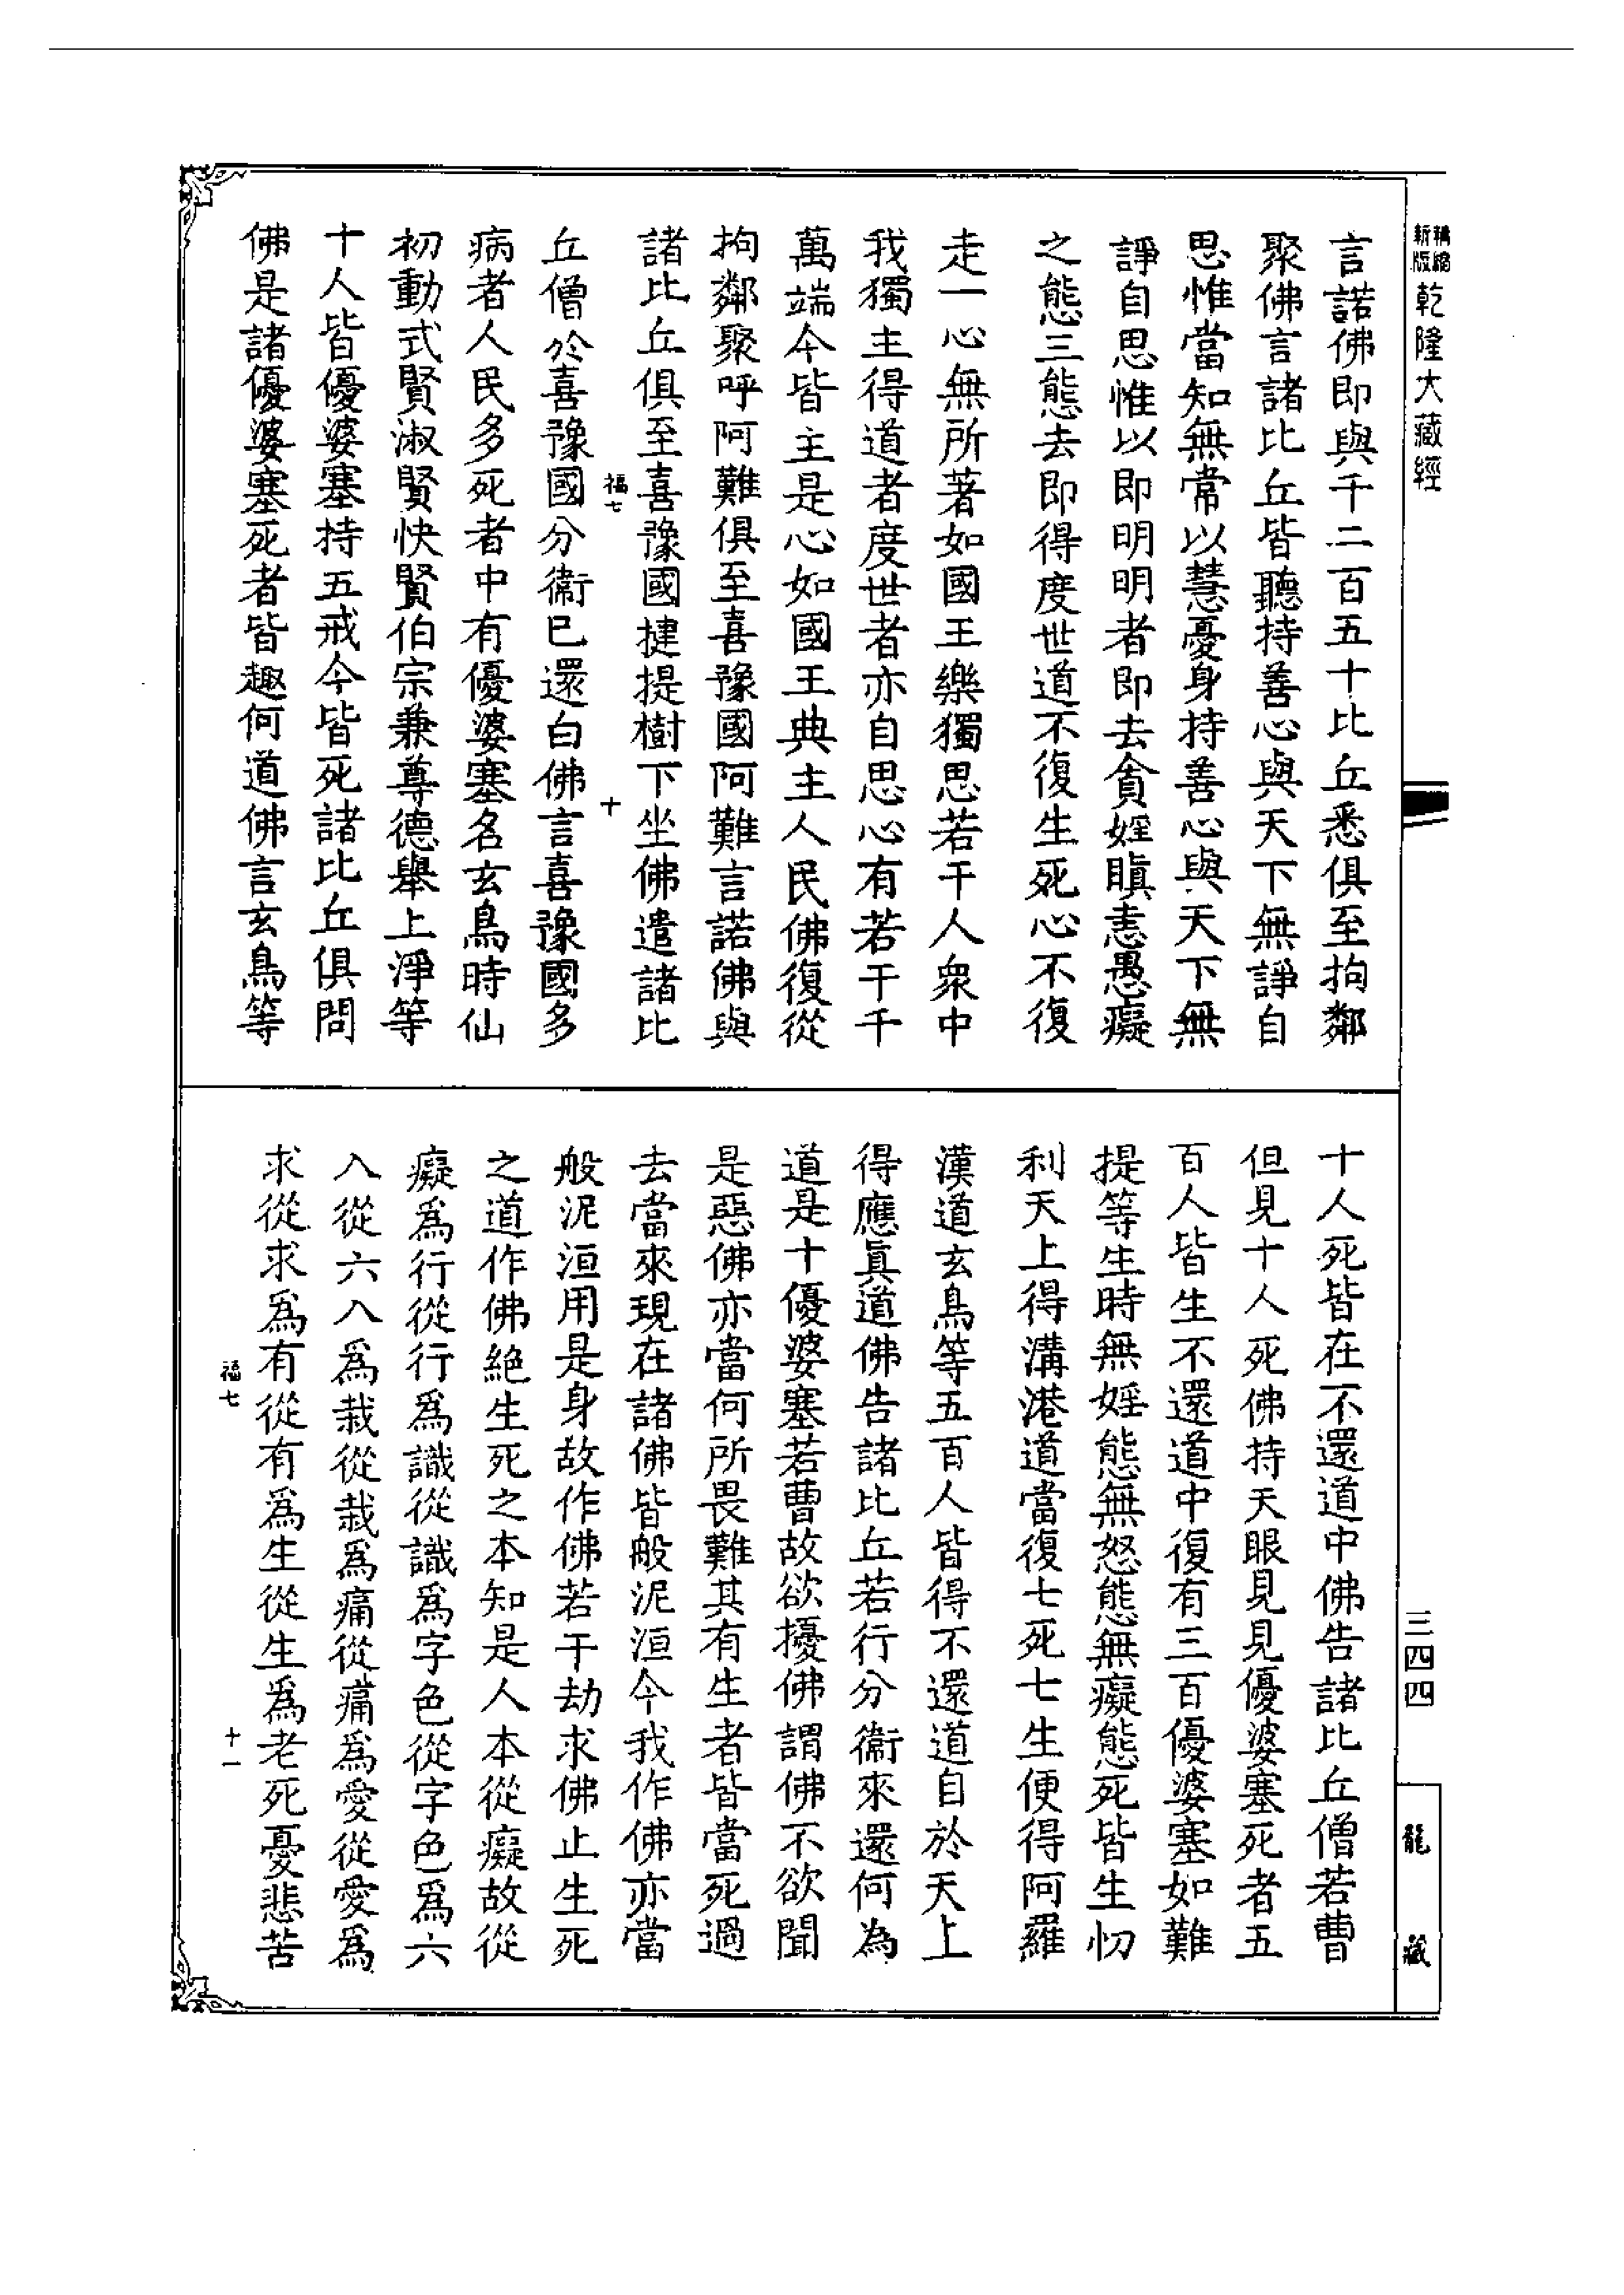 新版精縮乾隆大藏經
言諾佛即與千二百五十比丘悉俱至拘鄰
聚佛言諸比丘皆聽持善心與天下無諍自
思惟當知無常以慧憂身持善心與天下無
諍自思惟以即明明者即去貪婬瞋恚愚癡
之態三態去即得度世道不復生死心不復
走一心無所著如國王樂獨思若干人衆中
我獨主得道者度世者亦自思心有若干千
萬端今皆主是心如國王典主人民佛復從
拘鄰聚呼阿難俱至喜豫國阿難言諾佛與
諸比丘俱至喜豫國揵提樹下坐佛遣諸比
福七 十
丘僧於喜豫國分衞已還白佛言喜豫國多
病者人民多死者中有優婆塞名玄鳥時仙
初動式賢淑賢快賢伯宗兼尊德舉上淨等
十人皆優婆塞持五戒今皆死諸比丘俱問
佛是諸優婆塞死者皆趣何道佛言玄鳥等
十人死皆在不還道中佛告諸比丘僧若曹
但見十人死佛持天眼見見優婆塞死者五
百人皆生不還道中復有三百優婆塞如難
提等生時無婬態無怒態無癡態死皆生忉
利天上得溝港道當復七死七生便得阿羅
漢道玄鳥等五百人皆得不還道自於天上
得應眞道佛告諸比丘若行分衞來還何為
道是十優婆塞若曹故欲擾佛謂佛不欲聞
是惡佛亦當何所畏難其有生者皆當死過
去當來現在諸佛皆般泥洹今我作佛亦當
般泥洹用是身故作佛若干劫求佛止生死
之道作佛絕生死之本知是人本從癡故從
癡爲行從行爲識從識爲字色從字色爲六
入從六入爲栽從栽爲痛從痛爲愛從愛爲
求從求爲有從有爲生從生爲老死憂悲苦
福七 十一
三四四
龍藏